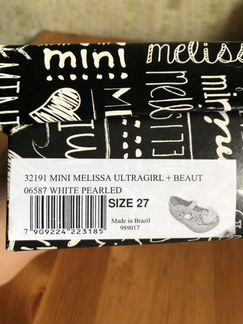 mini
melissa
ME
32191 MINI MELISSA ULTRAGIRL + BEAUT
06587 WHITE PEARLED
SIZE 27
Made in Brazil
989017
7 909224 223185